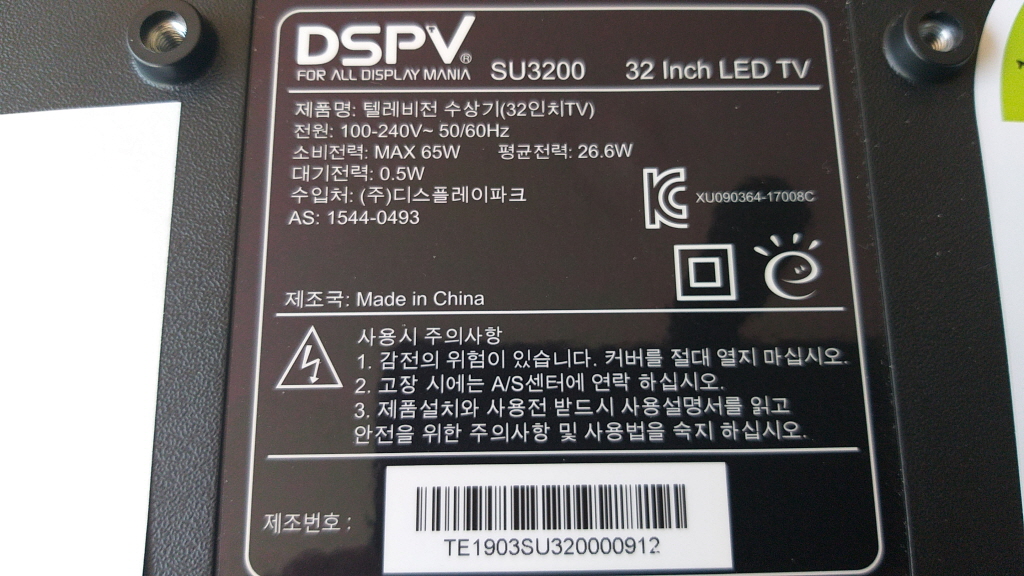 DSPV®
FOR ALL DISPLAY MANIA SU3200 32 Inch LED TV
제품명: 텔레비전 수상기(32인치TV)
전원: 100-240V~ 50/60Hz
소비전력: MAX 65W 평균전력: 26.6W
대기전력: 0.5W
수입처: (주)디스플레이파크
AS: 1544-0493
XU090364-17008C
제조국: Made in China
사용시 주의사항
1. 감전의 위험이 있습니다. 커버를 절대 열지 마십시오.
2. 고장 시에는 A/S센터에 연락 하십시오.
3. 제품설치와 사용전 받드시 사용설명서를 읽고
안전을 위한 주의사항 및 사용법을 숙지 하십시오.
제조번호 :
TE1903SU320000912